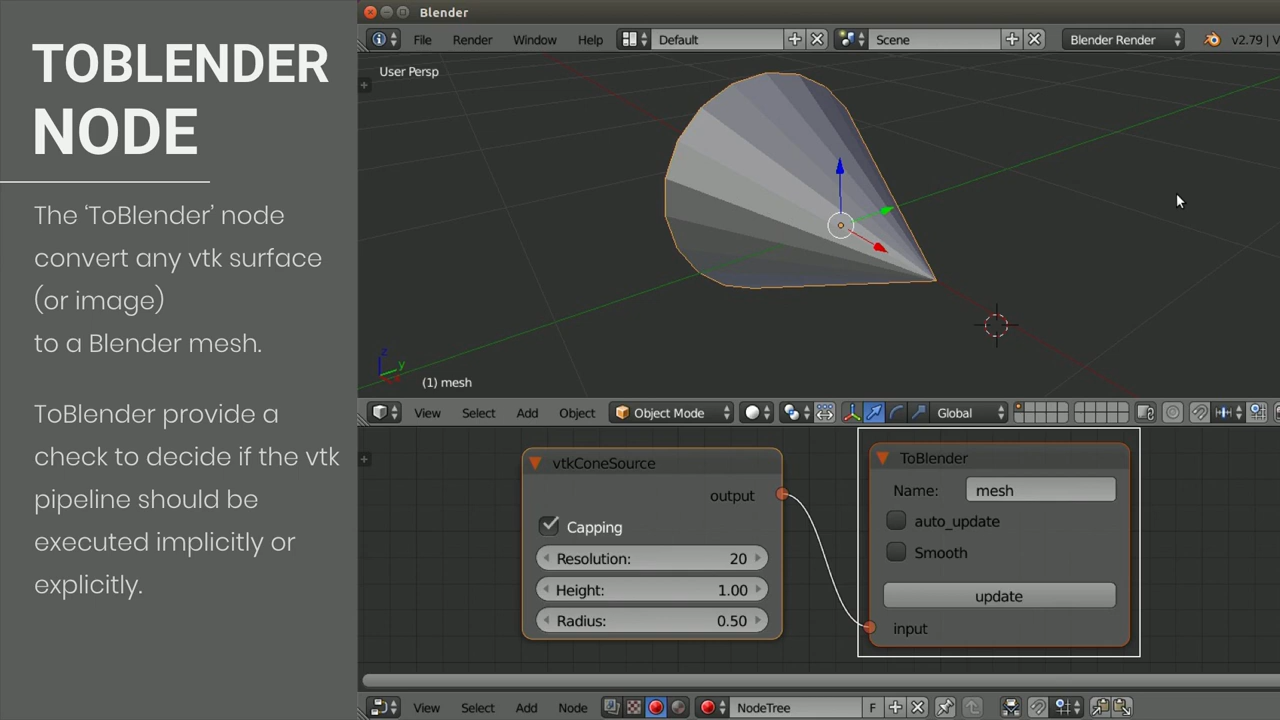 TOBLENDER
NODE
The ‘ToBlender’ node
convert any vtk surface
(or image)
to a Blender mesh.
ToBlender provide a
check to decide if the vtk
pipeline should be
executed implicitly or
explicitly.
Blender
File Render Window Help Default Scene Blender Render v2.79 | V
User Persp
z
y
(1) mesh
View Select Add Object Object Mode Global
vtkConeSource
output
Capping
Resolution: 20
Height: 1.00
Radius: 0.50
ToBlender
Name: mesh
auto_update
Smooth
update
input
View Select Add Node NodeTree F